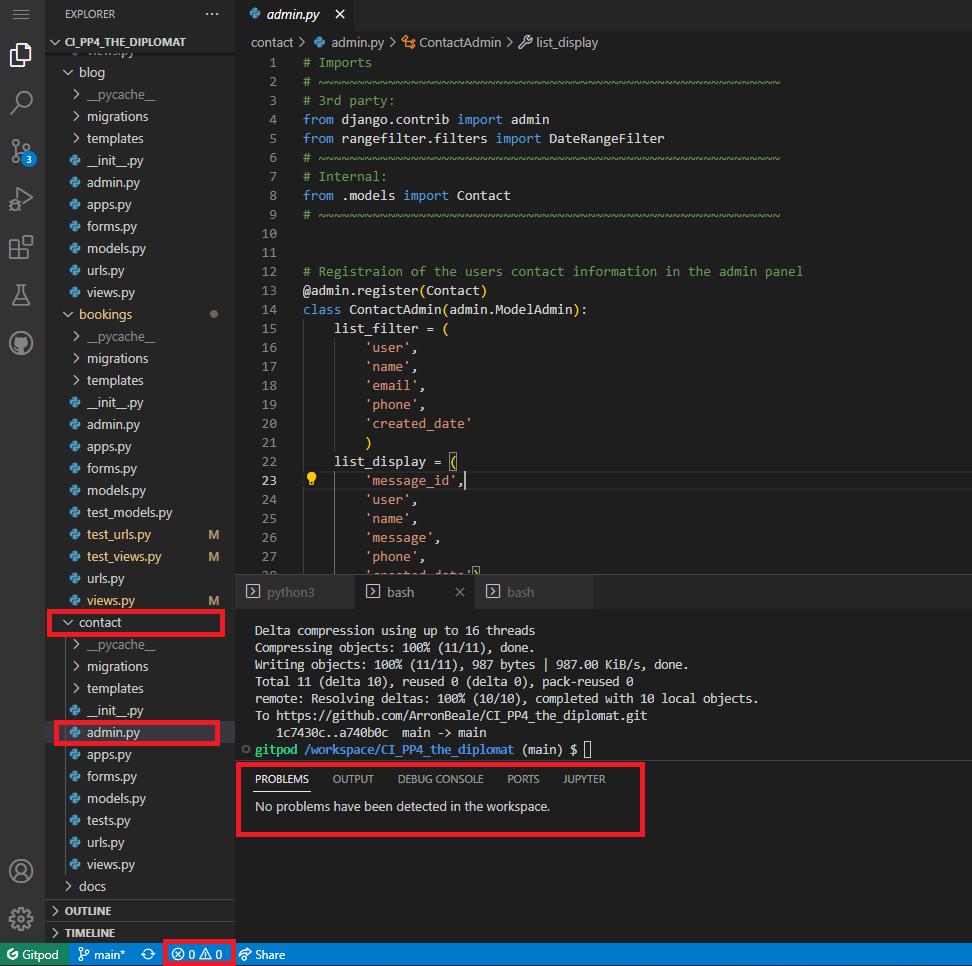 EXPLORER
CI_PP4_THE_DIPLOMAT
blog
__pycache__
migrations
templates
__init__.py
admin.py
apps.py
forms.py
models.py
urls.py
views.py
bookings
__pycache__
migrations
templates
__init__.py
admin.py
apps.py
forms.py
models.py
test_models.py
test_urls.py M
test_views.py M
urls.py
views.py M
contact
__pycache__
migrations
templates
__init__.py
admin.py
apps.py
forms.py
models.py
tests.py
urls.py
views.py
docs
OUTLINE
TIMELINE
3
admin.py
contact > admin.py > ContactAdmin > list_display
1 # Imports
2 # ~~~~~~~~~~~~~~~~~~~~~~~~~~~~~~~~~~~~~~~~~~~~~~~~~~~~~~~~~~~
3 # 3rd party:
4 from django.contrib import admin
5 from rangefilter.filters import DateRangeFilter
6 # ~~~~~~~~~~~~~~~~~~~~~~~~~~~~~~~~~~~~~~~~~~~~~~~~~~~~~~~~~~~
7 # Internal:
8 from .models import Contact
9 # ~~~~~~~~~~~~~~~~~~~~~~~~~~~~~~~~~~~~~~~~~~~~~~~~~~~~~~~~~~~
10
11
12 # Registraion of the users contact information in the admin panel
13 @admin.register(Contact)
14 class ContactAdmin(admin.ModelAdmin):
15 list_filter = (
16 'user',
17 'name',
18 'email',
19 'phone',
20 'created_date'
21 )
22 list_display = (
23 'message_id',
24 'user',
25 'name',
26 'message',
27 'phone',
28 'created_date')
python3
bash
bash
Delta compression using up to 16 threads
Compressing objects: 100% (11/11), done.
Writing objects: 100% (11/11), 987 bytes | 987.00 KiB/s, done.
Total 11 (delta 10), reused 0 (delta 0), pack-reused 0
remote: Resolving deltas: 100% (10/10), completed with 10 local objects.
To https://github.com/ArronBeale/CI_PP4_the_diplomat.git
1c7430c..a740b0c main -> main
gitpod /workspace/CI_PP4_the_diplomat (main) $
PROBLEMS OUTPUT DEBUG CONSOLE PORTS JUPYTER
No problems have been detected in the workspace.
Gitpod main* 0 0 Share